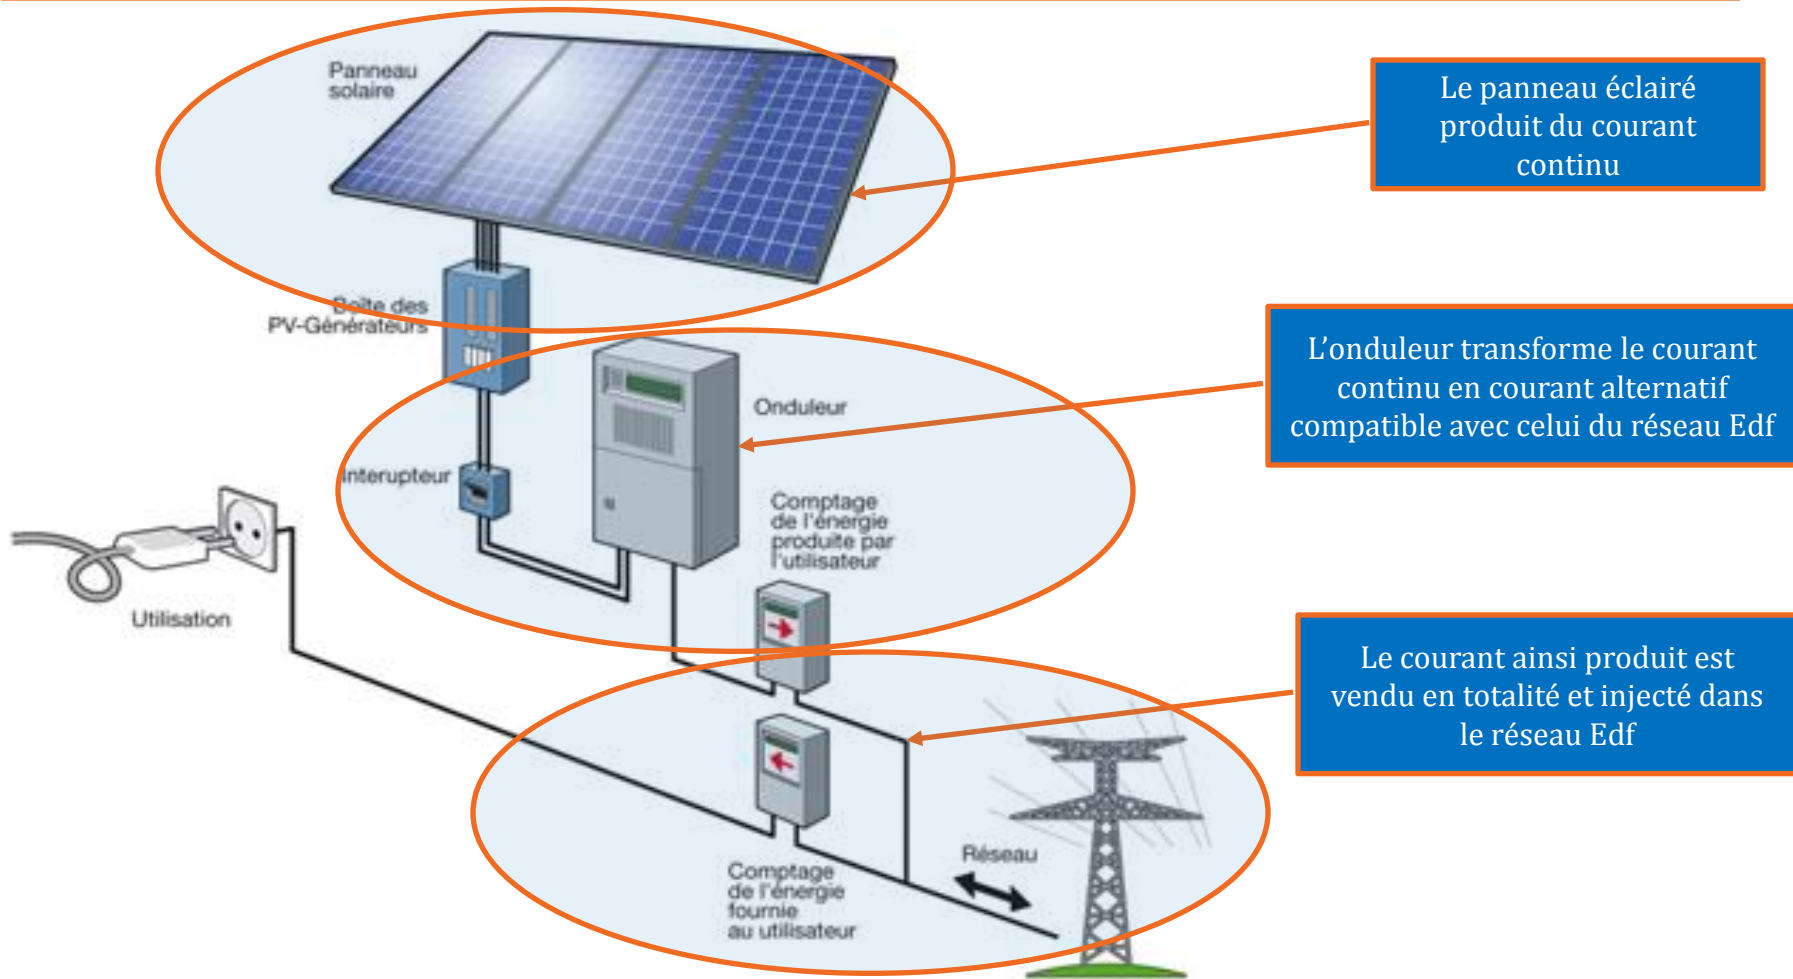 Panneau
solaire
Le panneau éclairé
produit du courant
continu
Boîte des
PV-Générateurs
Onduleur
L’onduleur transforme le courant
continu en courant alternatif
compatible avec celui du réseau Edf
Interupteur
Comptage
de l'énergie
produite par
l'utilisateur
Utilisation
Le courant ainsi produit est
vendu en totalité et injecté dans
le réseau Edf
Réseau
Comptage
de l'énergie
fournie
au utilisateur